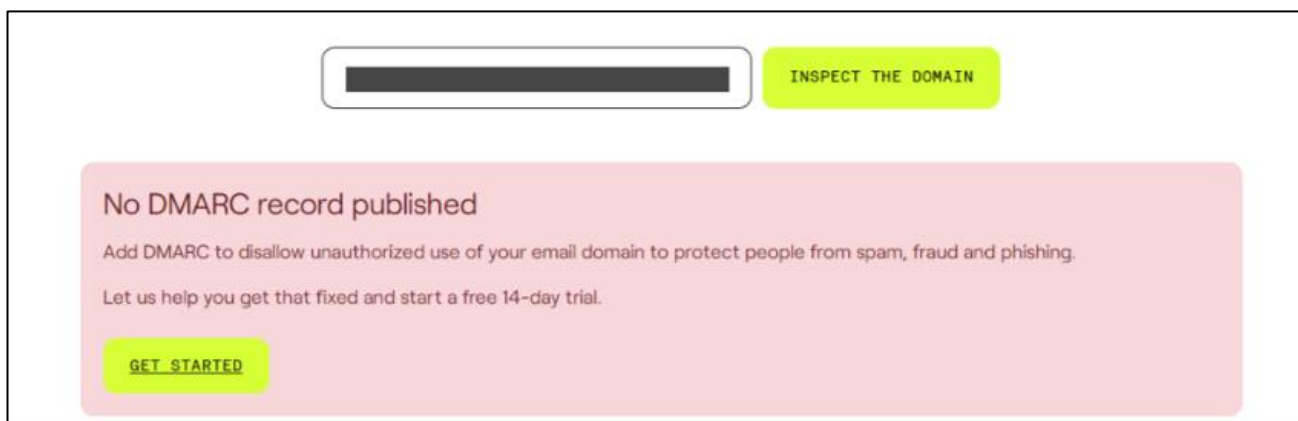 INSPECT THE DOMAIN
No DMARC record published
Add DMARC to disallow unauthorized use of your email domain to protect people from spam, fraud and phishing.
Let us help you get that fixed and start a free 14-day trial.
GET STARTED